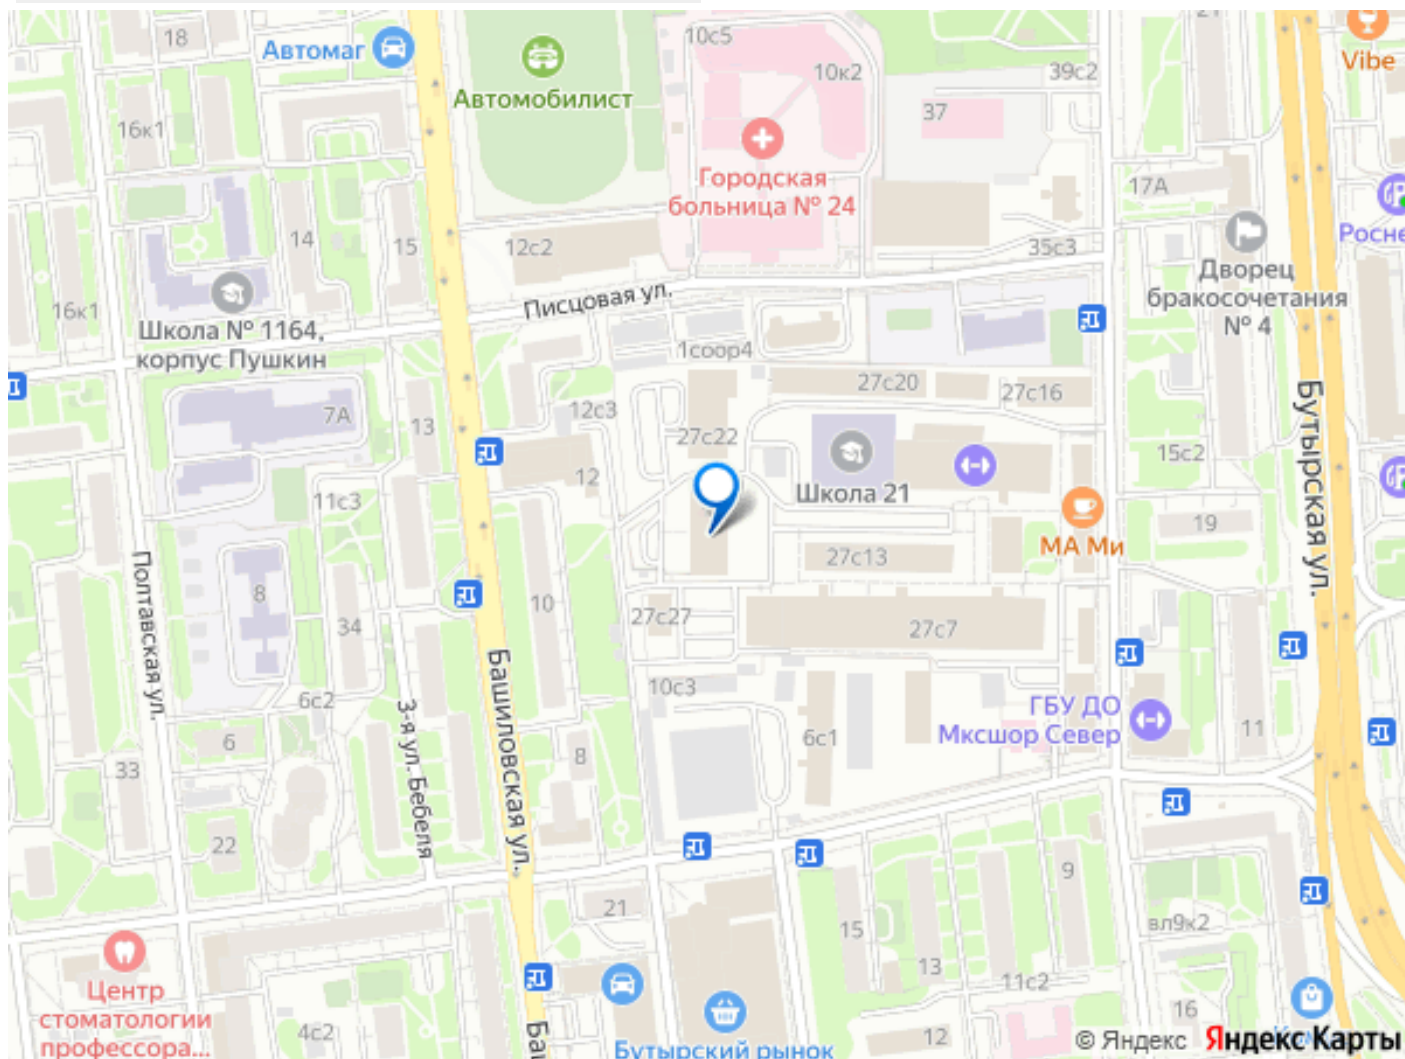 18
Автомаг
10с5
21
Vibe
Автомобилист
10к2
39с2
16к1
37
Городская
больница № 24
17А
14
15
12с2
35с3
Росне
Дворец
бракосочетания
№ 4
16к1
Писцовая ул.
Школа № 1164,
корпус Пушкин
1соор4
7А
13
12с3
27с20
27с16
27с22
Бутырская ул.
15с2
12
Школа 21
11с3
МА Ми
19
27с13
Полтавская ул.
8
34
10
27с27
27с7
Башиловская ул.
6с2
3-я ул. Бебеля
10с3
ГБУ ДО
Мксшор Север
6
33
8
6с1
11
22
9
21
15
вл9к2
13
11с2
Центр
стоматологии
профессора...
4с2
16
12
Баш
Бутырский рынок
© Яндекс Яндекс Карты